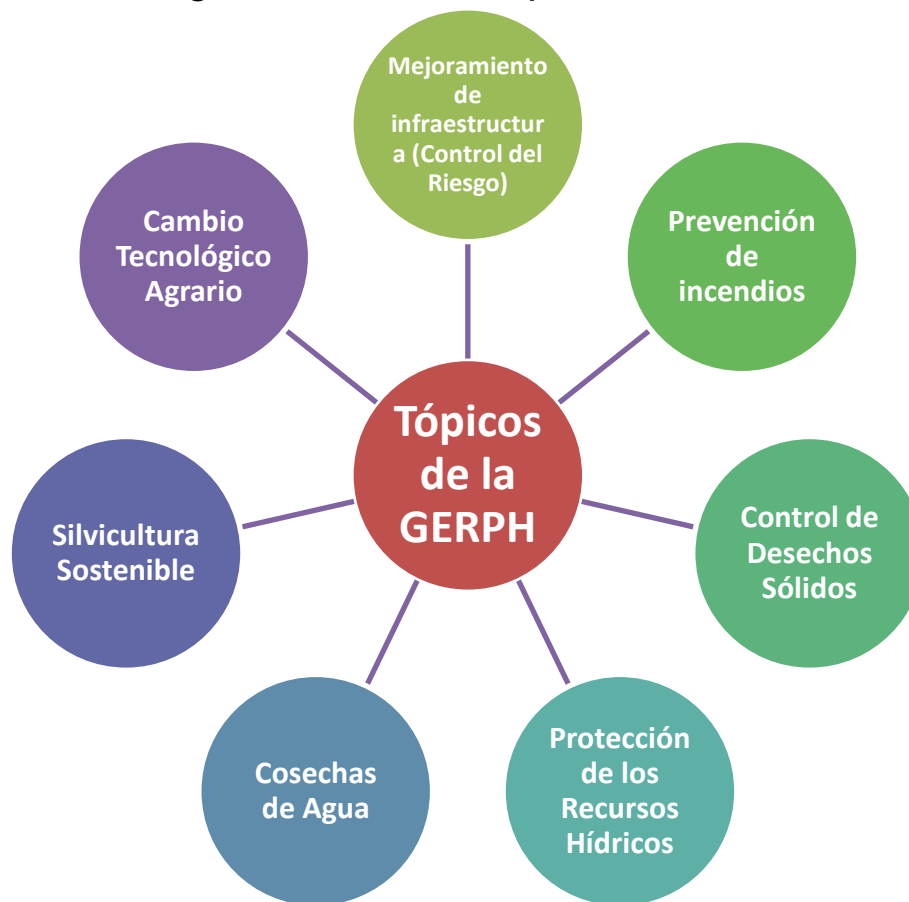 Mejoramiento
de
infraestructur
a (Control del
Riesgo)
Prevención
de
incendios
Control de
Desechos
Sólidos
Protección
de los
Recursos
Hídricos
Cosechas
de Agua
Silvicultura
Sostenible
Cambio
Tecnológico
Agrario
Tópicos
de la
GERPH